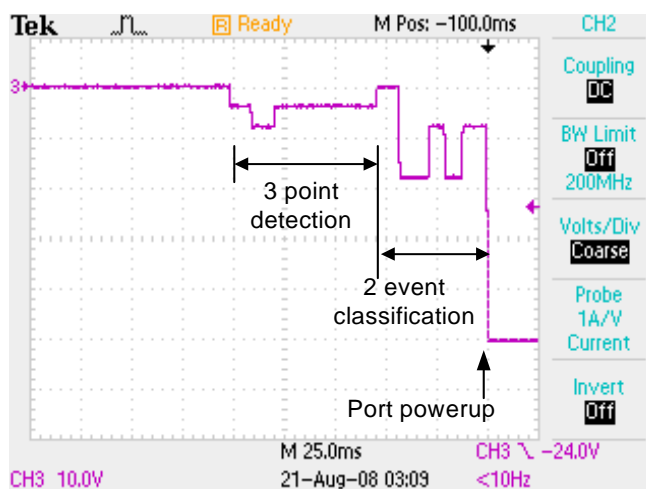 Tek R Ready M Pos: -100.0ms CH2
Coupling
DC
BW Limit
Off
200MHz
Volts/Div
Coarse
Probe
1A/V
Current
Invert
Off
3
3 point
detection
2 event
classification
Port powerup
M 25.0ms CH3 -24.0V
CH3 10.0V 21-Aug-08 03:09 <10Hz